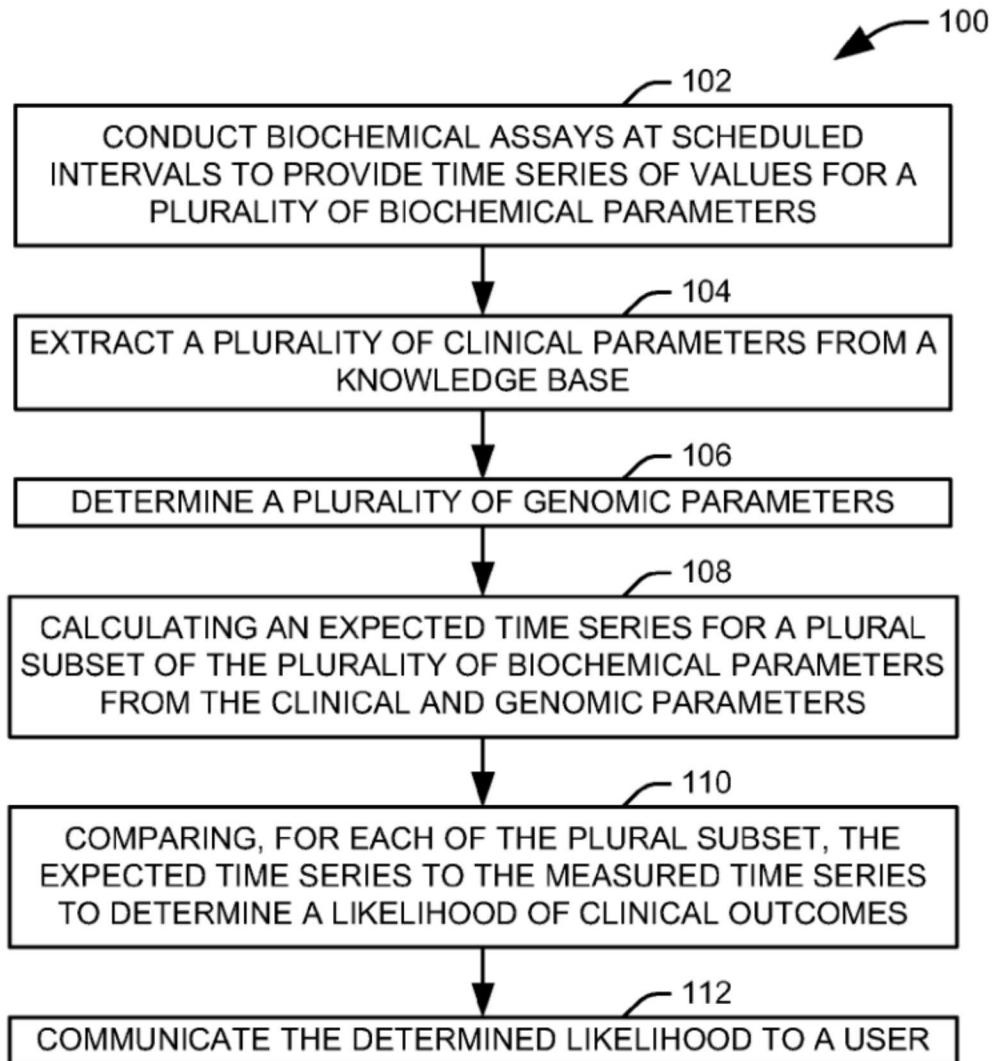 100
102
CONDUCT BIOCHEMICAL ASSAYS AT SCHEDULED
INTERVALS TO PROVIDE TIME SERIES OF VALUES FOR A
PLURALITY OF BIOCHEMICAL PARAMETERS
104
EXTRACT A PLURALITY OF CLINICAL PARAMETERS FROM A
KNOWLEDGE BASE
106
DETERMINE A PLURALITY OF GENOMIC PARAMETERS
108
CALCULATING AN EXPECTED TIME SERIES FOR A PLURAL
SUBSET OF THE PLURALITY OF BIOCHEMICAL PARAMETERS
FROM THE CLINICAL AND GENOMIC PARAMETERS
110
COMPARING, FOR EACH OF THE PLURAL SUBSET, THE
EXPECTED TIME SERIES TO THE MEASURED TIME SERIES
TO DETERMINE A LIKELIHOOD OF CLINICAL OUTCOMES
112
COMMUNICATE THE DETERMINED LIKELIHOOD TO A USER